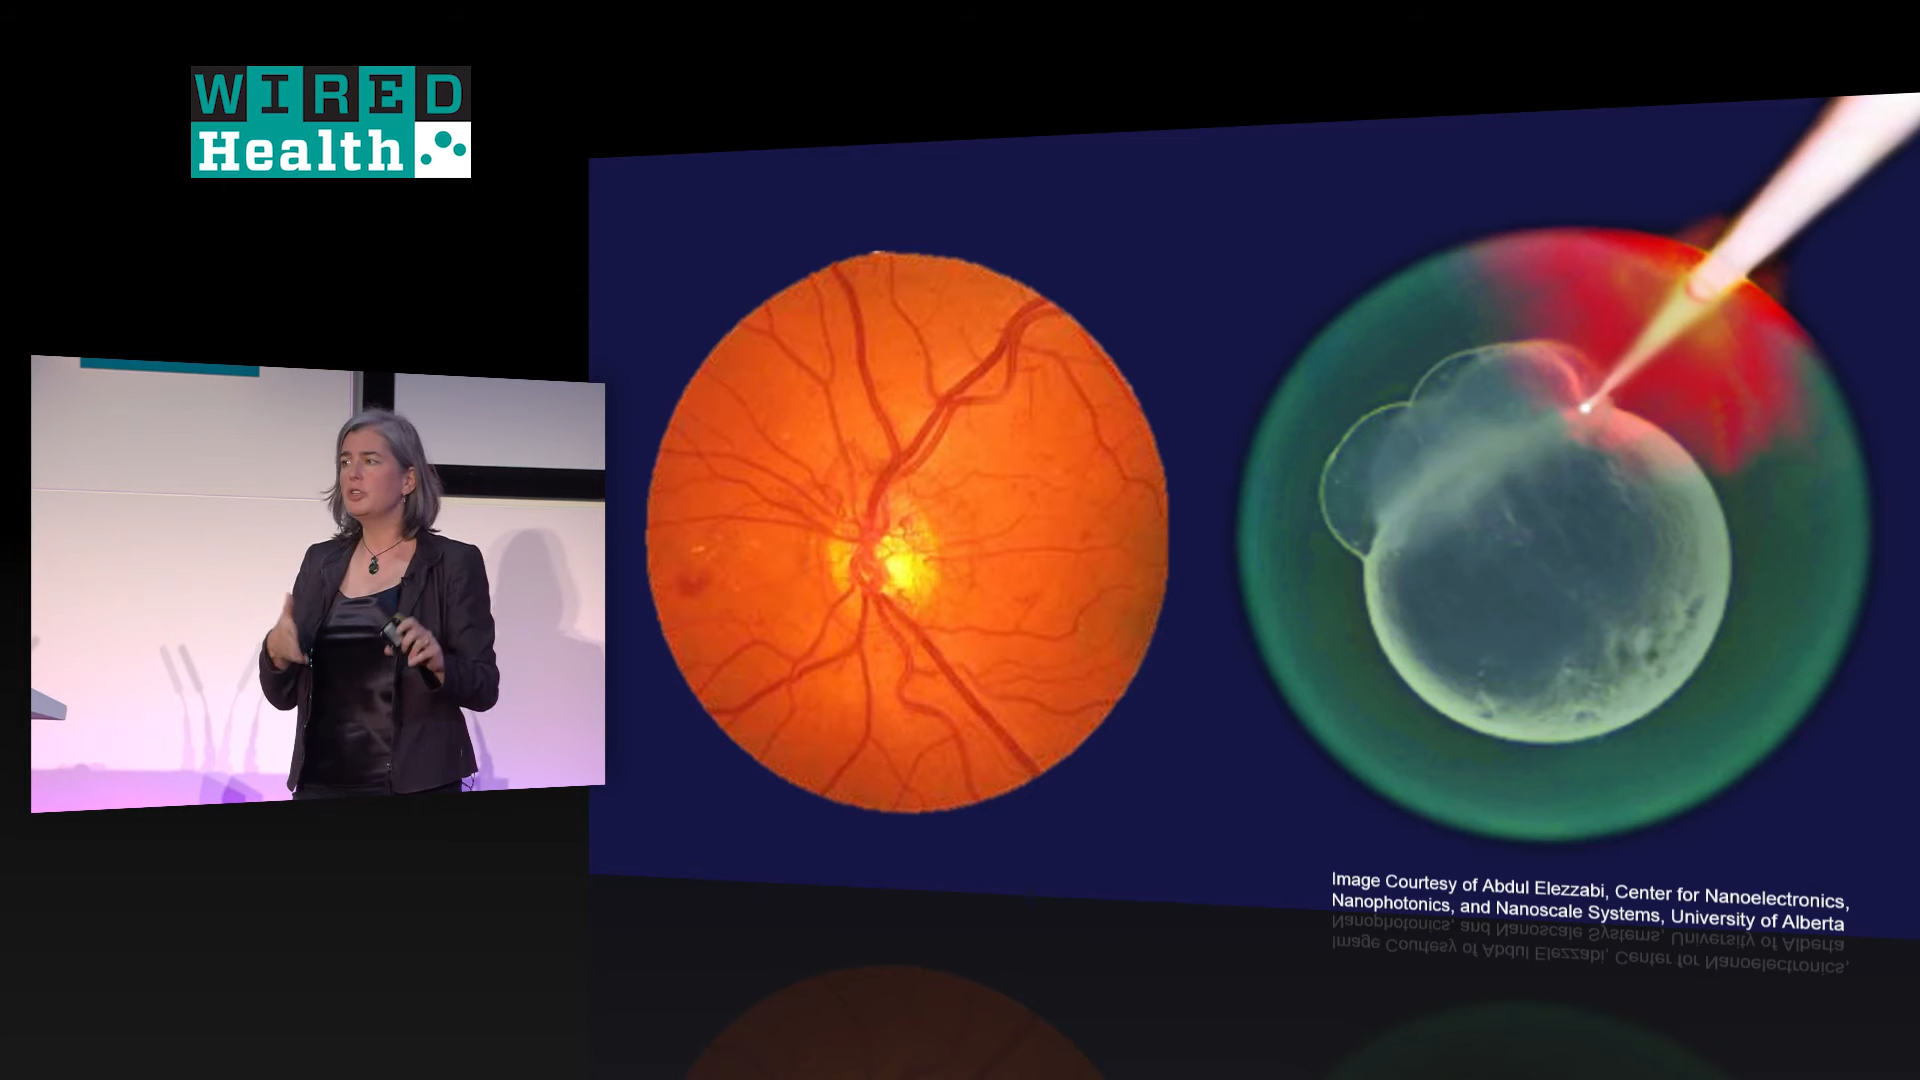 WIRED
Health
Image Courtesy of Abdul Elezzabi, Center for Nanoelectronics,
Nanophotonics, and Nanoscale Systems, University of Alberta